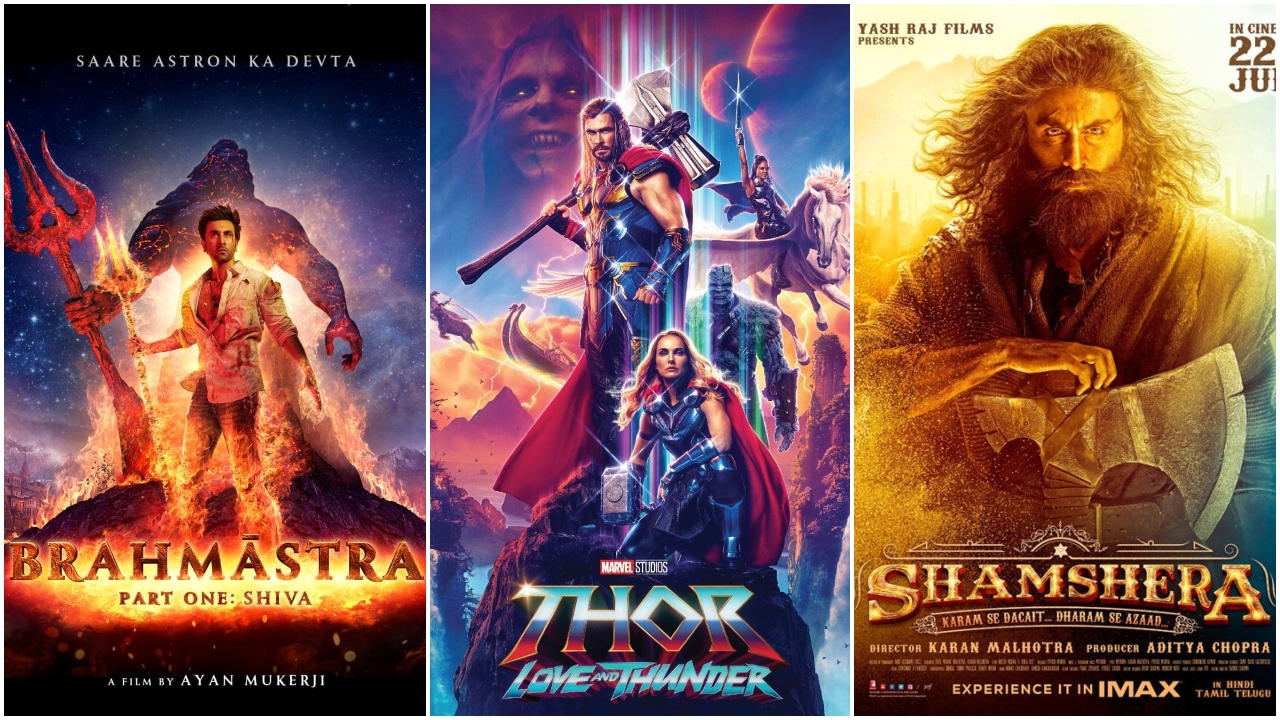 SAARE ASTRON KA DEVTA
BRAHMĀSTRA
PART ONE: SHIVA
A FILM BY AYAN MUKERJI
MARVEL STUDIOS
THOR
LOVE AND THUNDER
YASH RAJ FILMS
PRESENTS
IN CINE
22
JUL
SHAMSHERA
KARAM SE DACAIT... DHARAM SE AZAAD...
DIRECTOR KARAN MALHOTRA PRODUCER ADITYA CHOPRA
EXPERIENCE IT IN IMAX
IN HINDI
TAMIL TELUGU